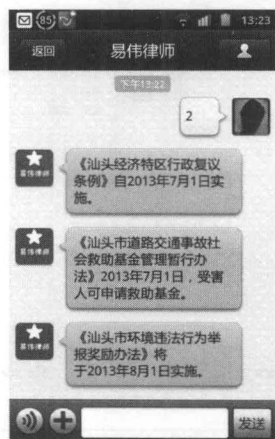 85
13:23
返回
易伟律师
下午13:22
2
易伟律师
《汕头经济特区行政复议
条例》自2013年7月1日实
施。
易伟律师
《汕头市道路交通事故社
会救助基金管理暂行办
法》2013年7月1日，受害
人可申请救助基金。
易伟律师
《汕头市环境违法行为举
报奖励办法》将
于2013年8月1日实施。
发送